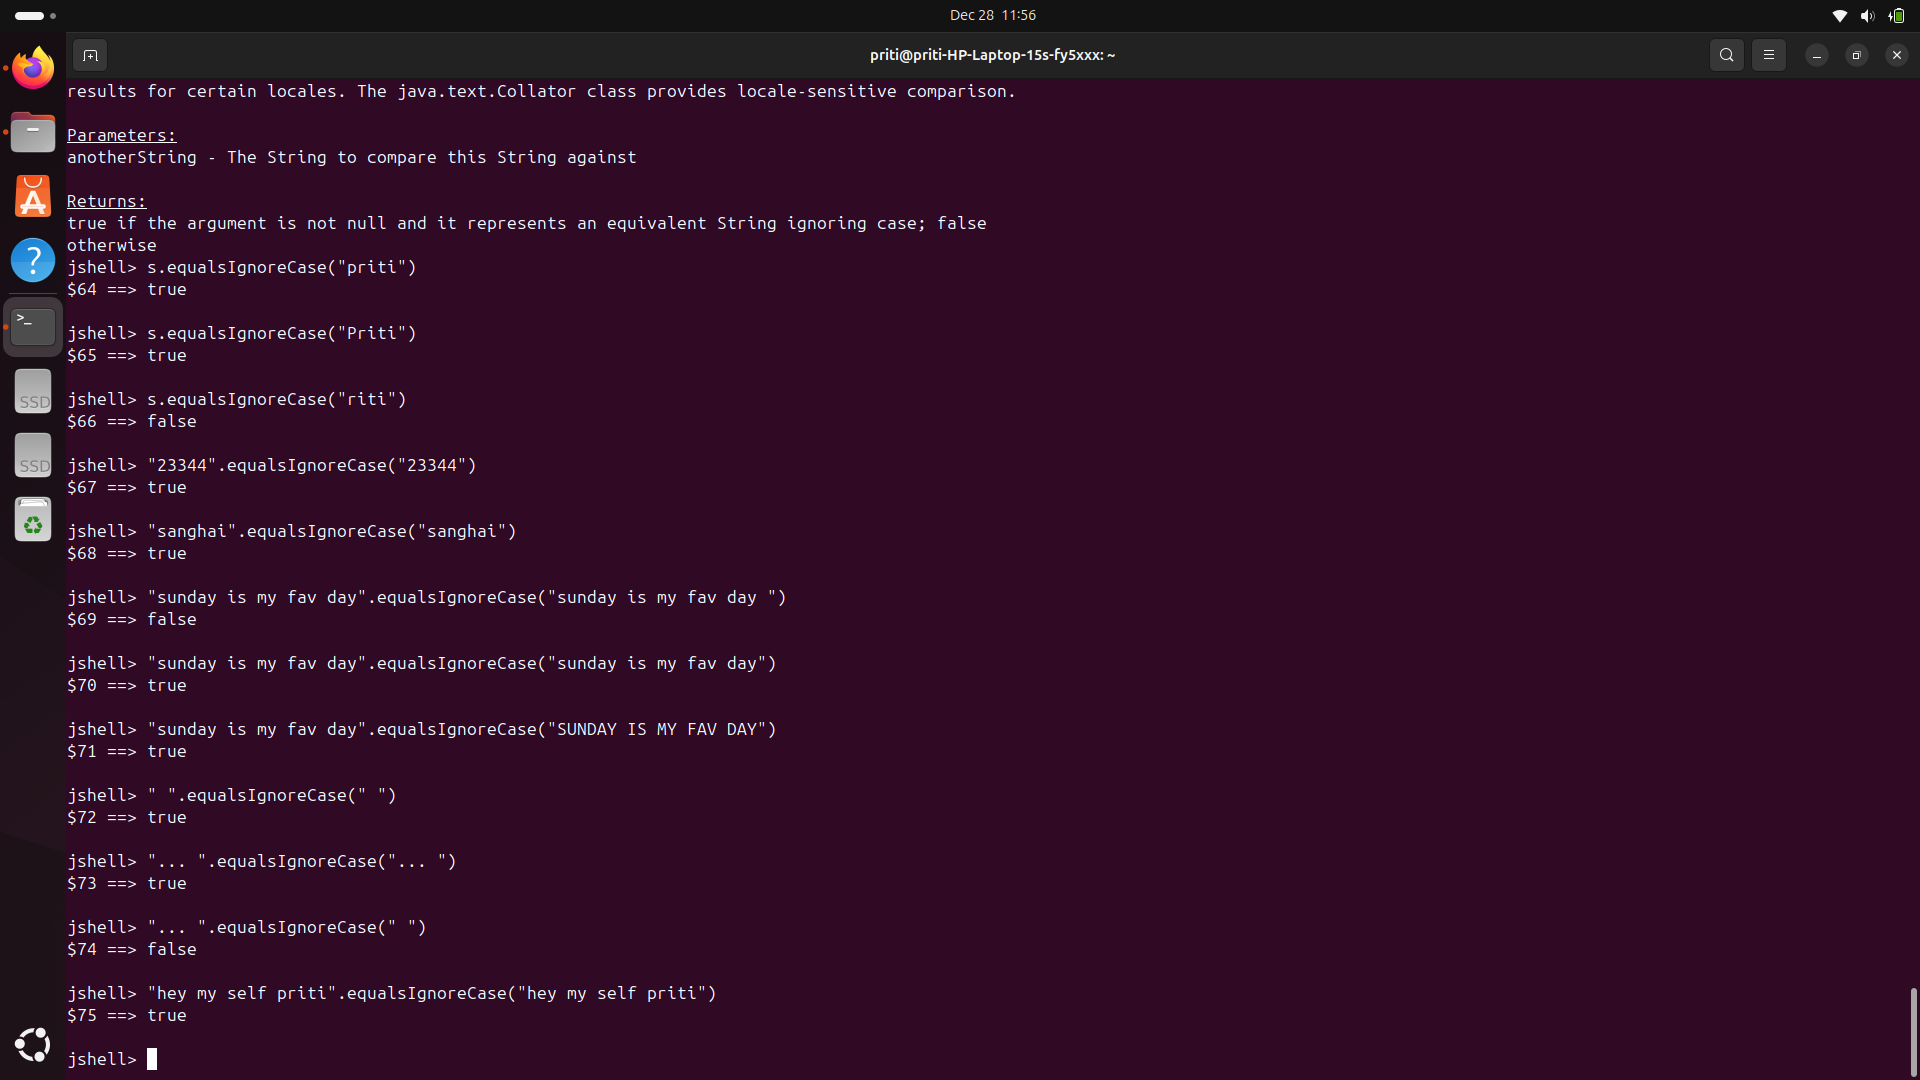 Dec 28 11:56
priti@priti-HP-Laptop-15s-fy5xxx: ~
results for certain locales. The java.text.Collator class provides locale-sensitive comparison.
Parameters:
anotherString - The String to compare this String against
Returns:
true if the argument is not null and it represents an equivalent String ignoring case; false
otherwise
jshell> s.equalsIgnoreCase("priti")
$64 ==> true
jshell> s.equalsIgnoreCase("Priti")
$65 ==> true
jshell> s.equalsIgnoreCase("riti")
$66 ==> false
jshell> "23344".equalsIgnoreCase("23344")
$67 ==> true
jshell> "sanghai".equalsIgnoreCase("sanghai")
$68 ==> true
jshell> "sunday is my fav day".equalsIgnoreCase("sunday is my fav day ")
$69 ==> false
jshell> "sunday is my fav day".equalsIgnoreCase("sunday is my fav day")
$70 ==> true
jshell> "sunday is my fav day".equalsIgnoreCase("SUNDAY IS MY FAV DAY")
$71 ==> true
jshell> " ".equalsIgnoreCase(" ")
$72 ==> true
jshell> "... ".equalsIgnoreCase("... ")
$73 ==> true
jshell> "... ".equalsIgnoreCase(" ")
$74 ==> false
jshell> "hey my self priti".equalsIgnoreCase("hey my self priti")
$75 ==> true
jshell>
>_
SSD
SSD